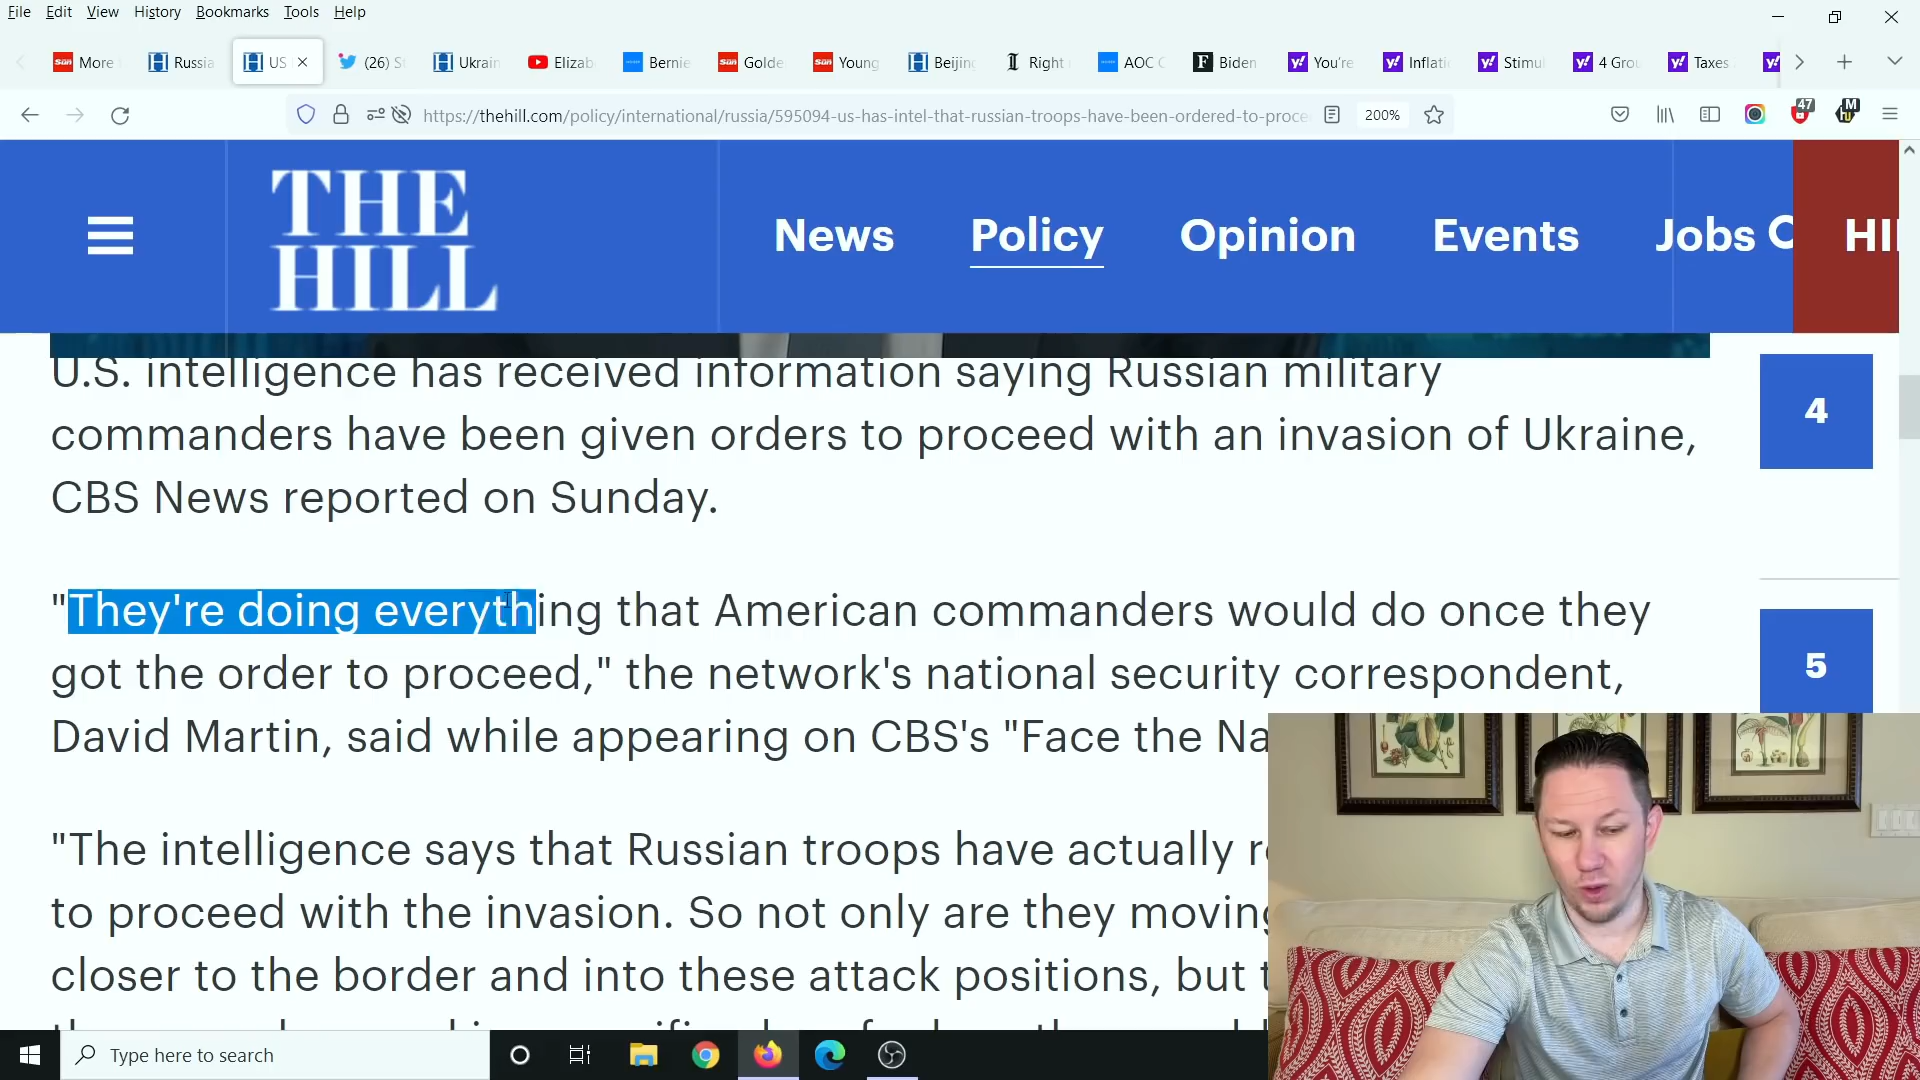 File Edit View History Bookmarks Tools Help
More Russia US (26) S Ukrain Elizab Bernie Golde Young Beijing Right AOC C Biden You're Inflati Stimul 4 Grou Taxes
https://thehill.com/policy/international/russia/595094-us-has-intel-that-russian-troops-have-been-ordered-to-proce 200% 47 M
THE
HILL
News Policy Opinion Events Jobs HI
U.S. intelligence has received information saying Russian military
commanders have been given orders to proceed with an invasion of Ukraine,
CBS News reported on Sunday.
"They're doing everything that American commanders would do once they
got the order to proceed," the network's national security correspondent,
David Martin, said while appearing on CBS's "Face the Na
"The intelligence says that Russian troops have actually r
to proceed with the invasion. So not only are they moving
closer to the border and into these attack positions, but t
4
5
Type here to search